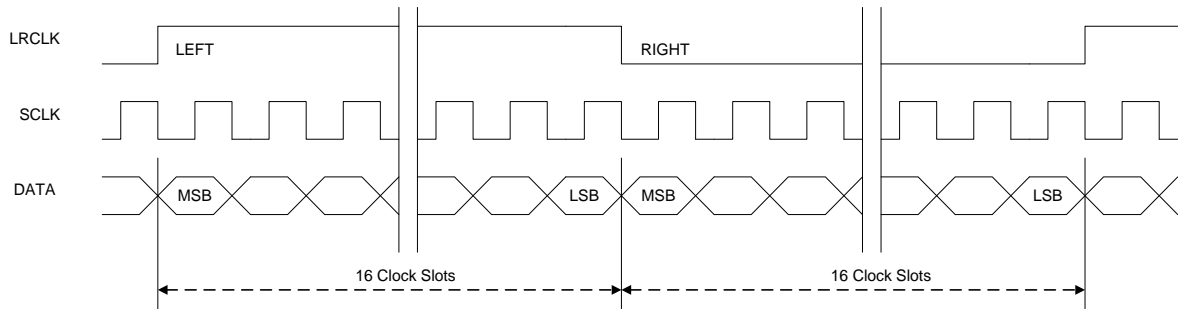 LRCLK
LEFT
RIGHT
SCLK
DATA
MSB
LSB
MSB
LSB
16 Clock Slots
16 Clock Slots